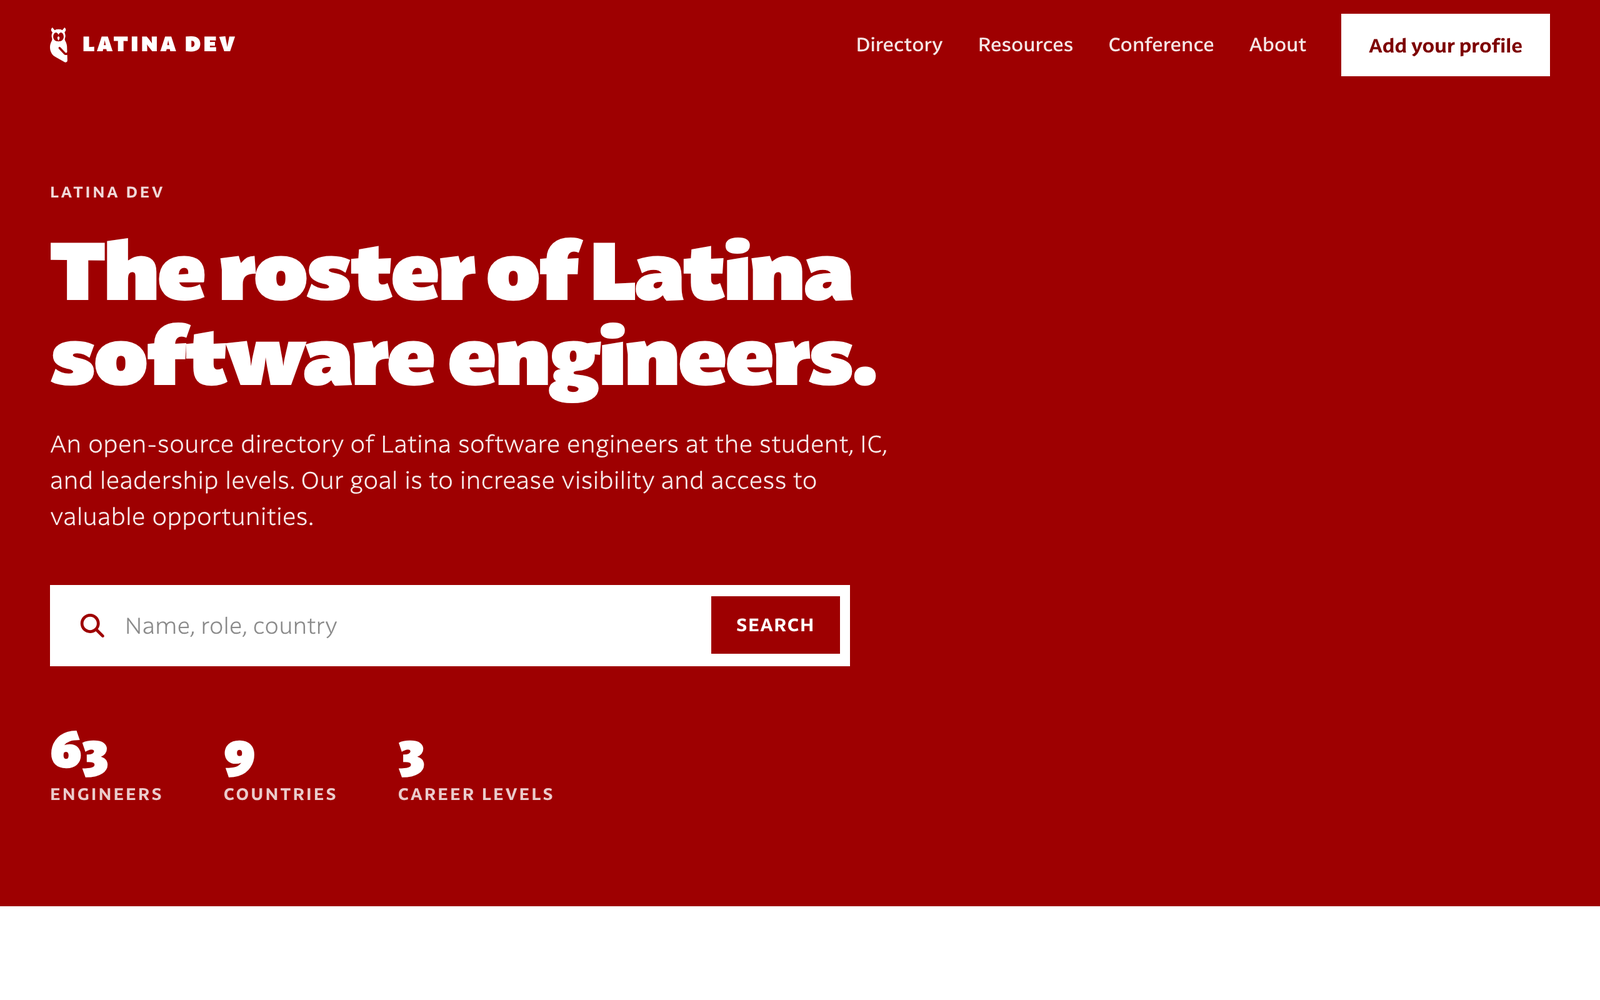 LATINA DEV
Directory
Resources
Conference
About
Add your profile
LATINA DEV
The roster of Latina
software engineers.
An open-source directory of Latina software engineers at the student, IC,
and leadership levels. Our goal is to increase visibility and access to
valuable opportunities.
Name, role, country
SEARCH
63
ENGINEERS
9
COUNTRIES
3
CAREER LEVELS